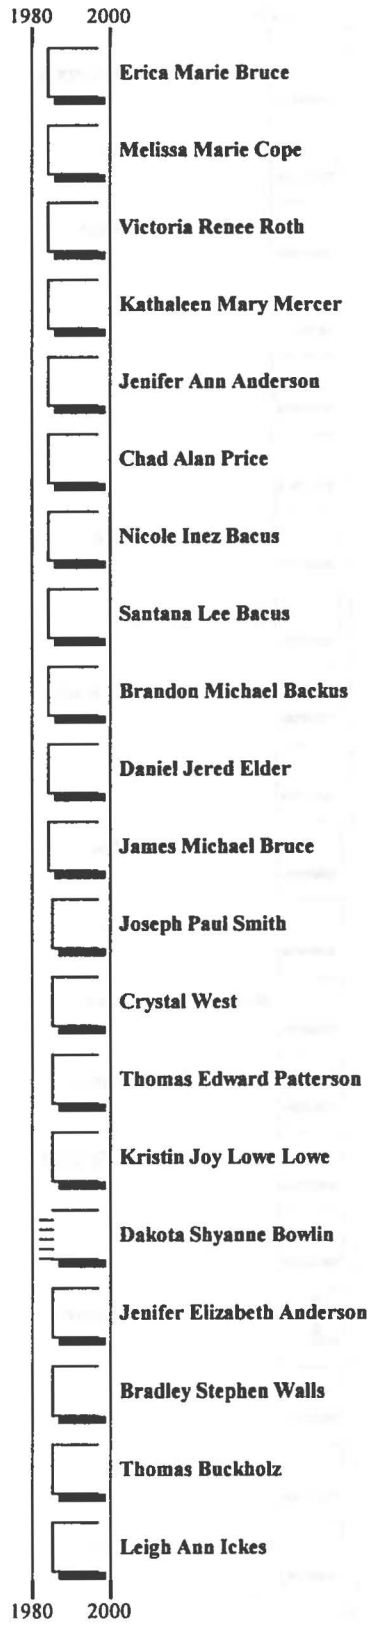 1980 2000
Erica Marie Bruce
Melissa Marie Cope
Victoria Renee Roth
Kathaleen Mary Mercer
Jenifer Ann Anderson
Chad Alan Price
Nicole Inez Bacus
Santana Lee Bacus
Brandon Michael Backus
Daniel Jered Elder
James Michael Bruce
Joseph Paul Smith
Crystal West
Thomas Edward Patterson
Kristin Joy Lowe Lowe
Dakota Shyanne Bowlin
Jenifer Elizabeth Anderson
Bradley Stephen Walls
Thomas Buckholz
Leigh Ann Ickes
1980 2000